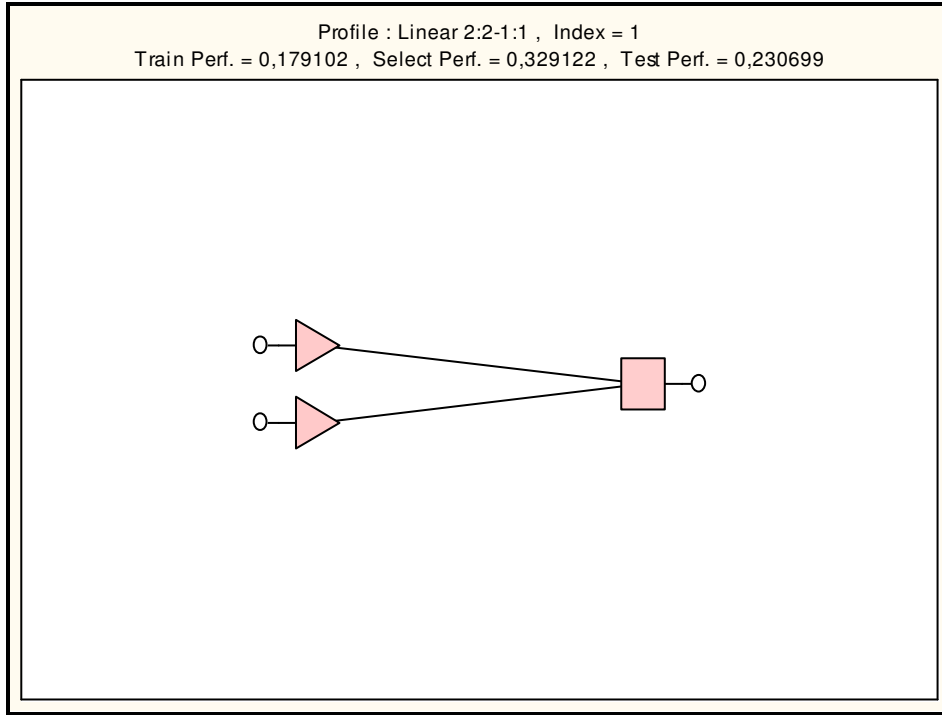 Profile : Linear 2:2-1:1 , Index = 1
Train Perf. = 0,179102 , Select Perf. = 0,329122 , Test Perf. = 0,230699